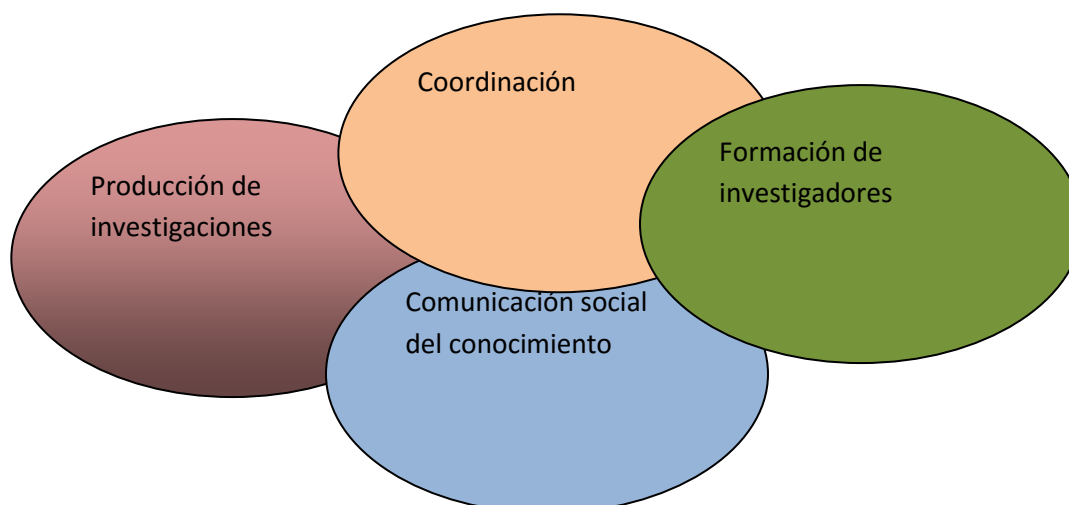 Coordinación
Formación de
investigadores
Producción de
investigaciones
Comunicación social
del conocimiento